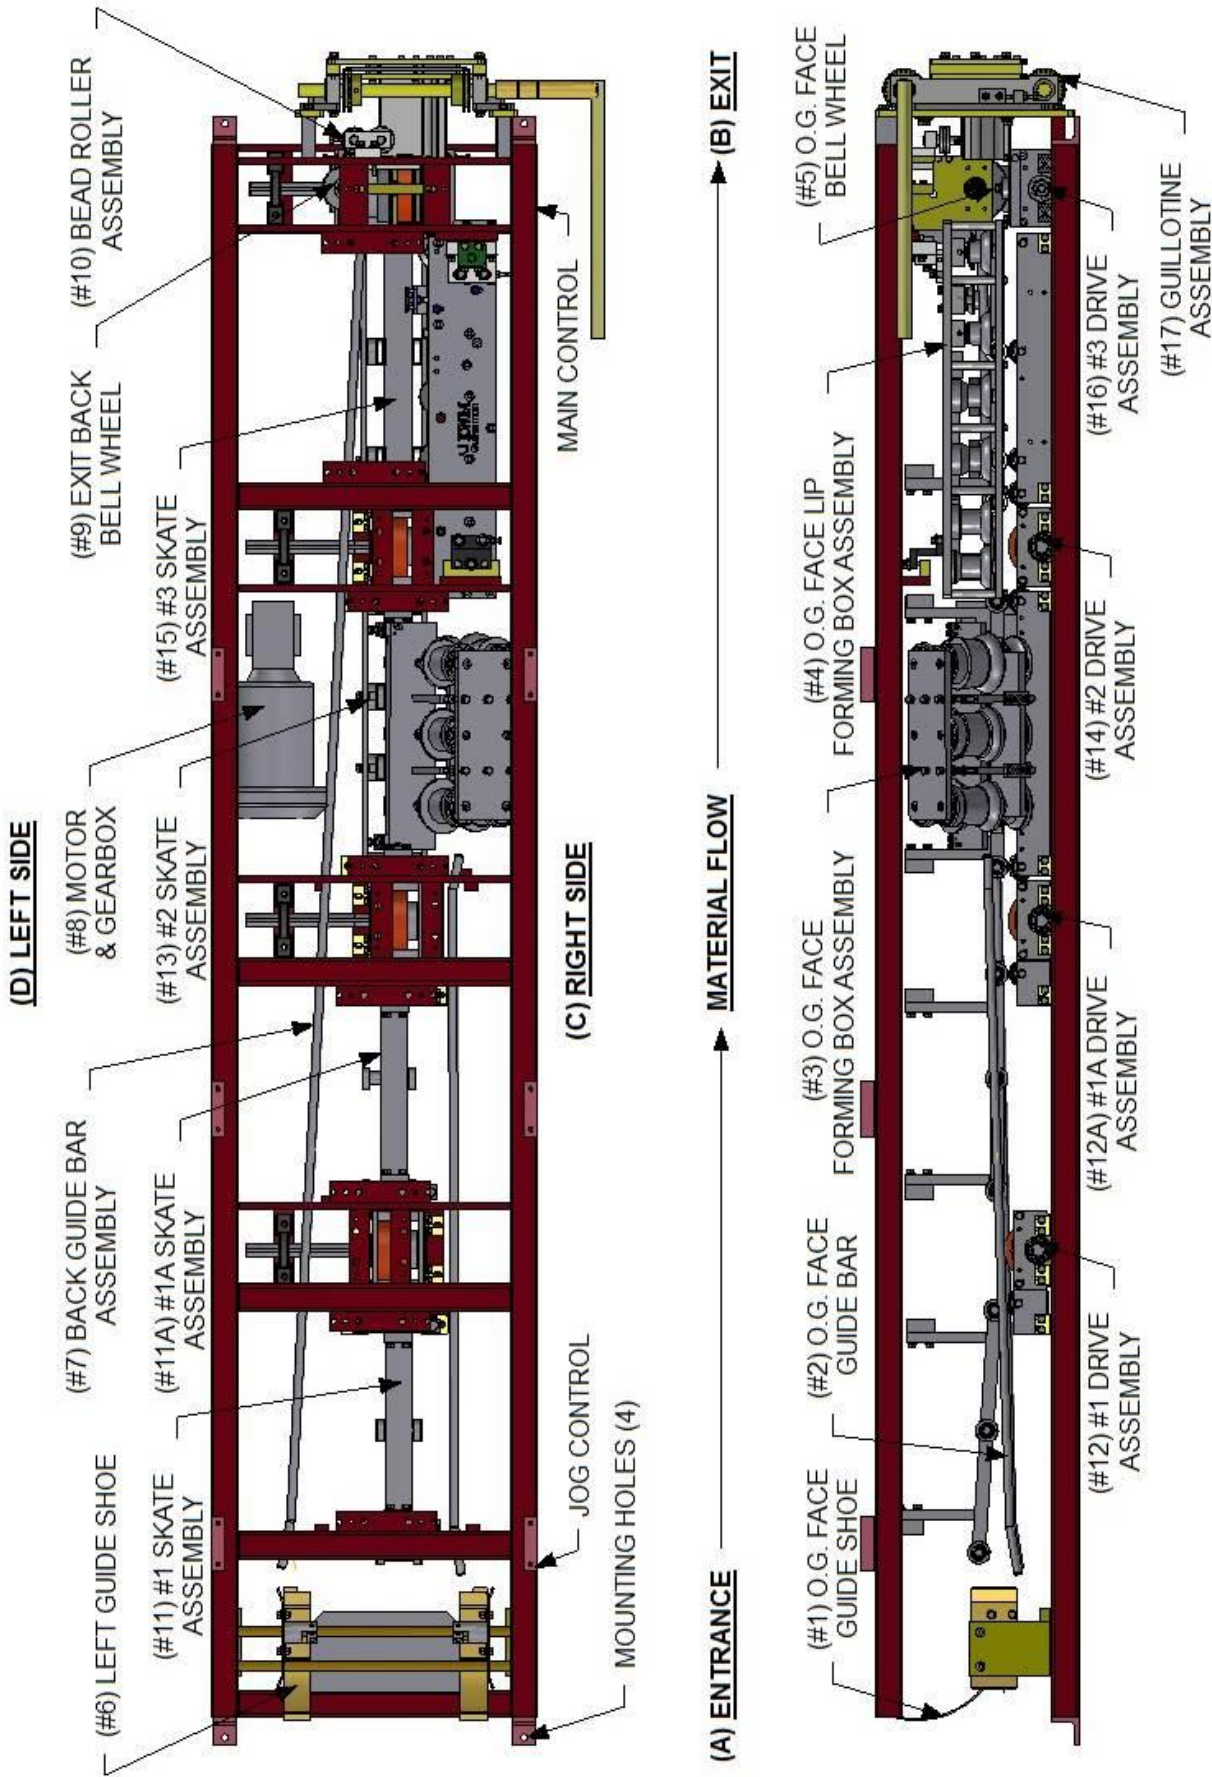 (D) LEFT SIDE
(#6) LEFT GUIDE SHOE
(#7) BACK GUIDE BAR
ASSEMBLY
(#8) MOTOR
& GEARBOX
(#9) EXIT BACK
BELL WHEEL
(#10) BEAD ROLLER
ASSEMBLY
(#11) #1 SKATE
ASSEMBLY
(#11A) #1A SKATE
ASSEMBLY
(#13) #2 SKATE
ASSEMBLY
(#15) #3 SKATE
ASSEMBLY
JOG CONTROL
MOUNTING HOLES (4)
(C) RIGHT SIDE
MAIN CONTROL
(A) ENTRANCE
MATERIAL FLOW
(B) EXIT
(#1) O.G. FACE
GUIDE SHOE
(#2) O.G. FACE
GUIDE BAR
(#3) O.G. FACE
FORMING BOX ASSEMBLY
(#4) O.G. FACE LIP
FORMING BOX ASSEMBLY
(#5) O.G. FACE
BELL WHEEL
(#12) #1 DRIVE
ASSEMBLY
(#12A) #1A DRIVE
ASSEMBLY
(#14) #2 DRIVE
ASSEMBLY
(#16) #3 DRIVE
ASSEMBLY
(#17) GUILLOTINE
ASSEMBLY